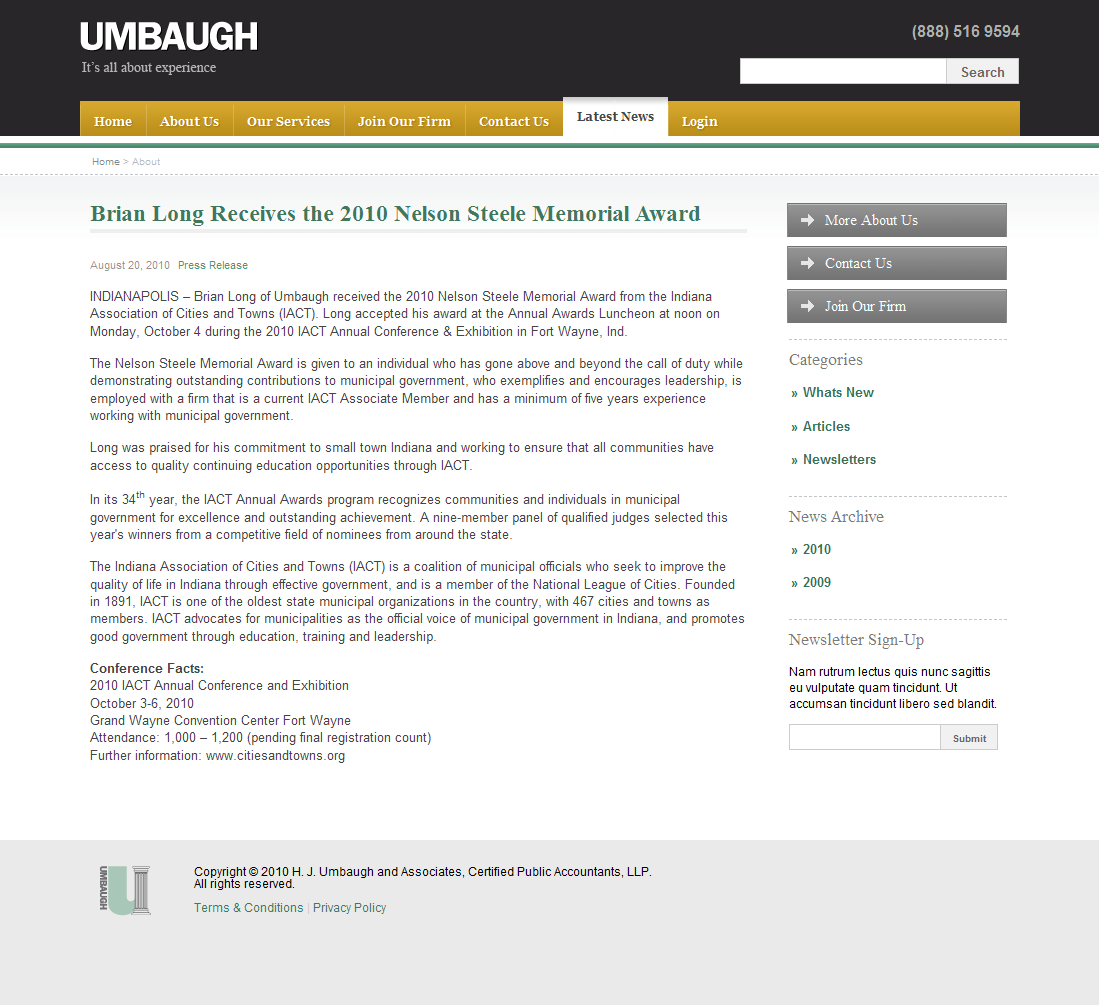 UMBAUGH
It's all about experience
(888) 516 9594
Search
Home
About Us
Our Services
Join Our Firm
Contact Us
Latest News
Login
Home > About
Brian Long Receives the 2010 Nelson Steele Memorial Award
August 20, 2010 Press Release
INDIANAPOLIS – Brian Long of Umbaugh received the 2010 Nelson Steele Memorial Award from the Indiana
Association of Cities and Towns (IACT). Long accepted his award at the Annual Awards Luncheon at noon on
Monday, October 4 during the 2010 IACT Annual Conference & Exhibition in Fort Wayne, Ind.
The Nelson Steele Memorial Award is given to an individual who has gone above and beyond the call of duty while
demonstrating outstanding contributions to municipal government, who exemplifies and encourages leadership, is
employed with a firm that is a current IACT Associate Member and has a minimum of five years experience
working with municipal government.
Long was praised for his commitment to small town Indiana and working to ensure that all communities have
access to quality continuing education opportunities through IACT.
In its 34th year, the IACT Annual Awards program recognizes communities and individuals in municipal
government for excellence and outstanding achievement. A nine-member panel of qualified judges selected this
year's winners from a competitive field of nominees from around the state.
The Indiana Association of Cities and Towns (IACT) is a coalition of municipal officials who seek to improve the
quality of life in Indiana through effective government, and is a member of the National League of Cities. Founded
in 1891, IACT is one of the oldest state municipal organizations in the country, with 467 cities and towns as
members. IACT advocates for municipalities as the official voice of municipal government in Indiana, and promotes
good government through education, training and leadership.
Conference Facts:
2010 IACT Annual Conference and Exhibition
October 3-6, 2010
Grand Wayne Convention Center Fort Wayne
Attendance: 1,000 – 1,200 (pending final registration count)
Further information: www.citiesandtowns.org
More About Us
Contact Us
Join Our Firm
Categories
» Whats New
» Articles
» Newsletters
News Archive
» 2010
» 2009
Newsletter Sign-Up
Nam rutrum lectus quis nunc sagittis
eu vulputate quam tincidunt. Ut
accumsan tincidunt libero sed blandit.
Submit
UMBAUGH
Copyright © 2010 H. J. Umbaugh and Associates, Certified Public Accountants, LLP.
All rights reserved.
Terms & Conditions | Privacy Policy